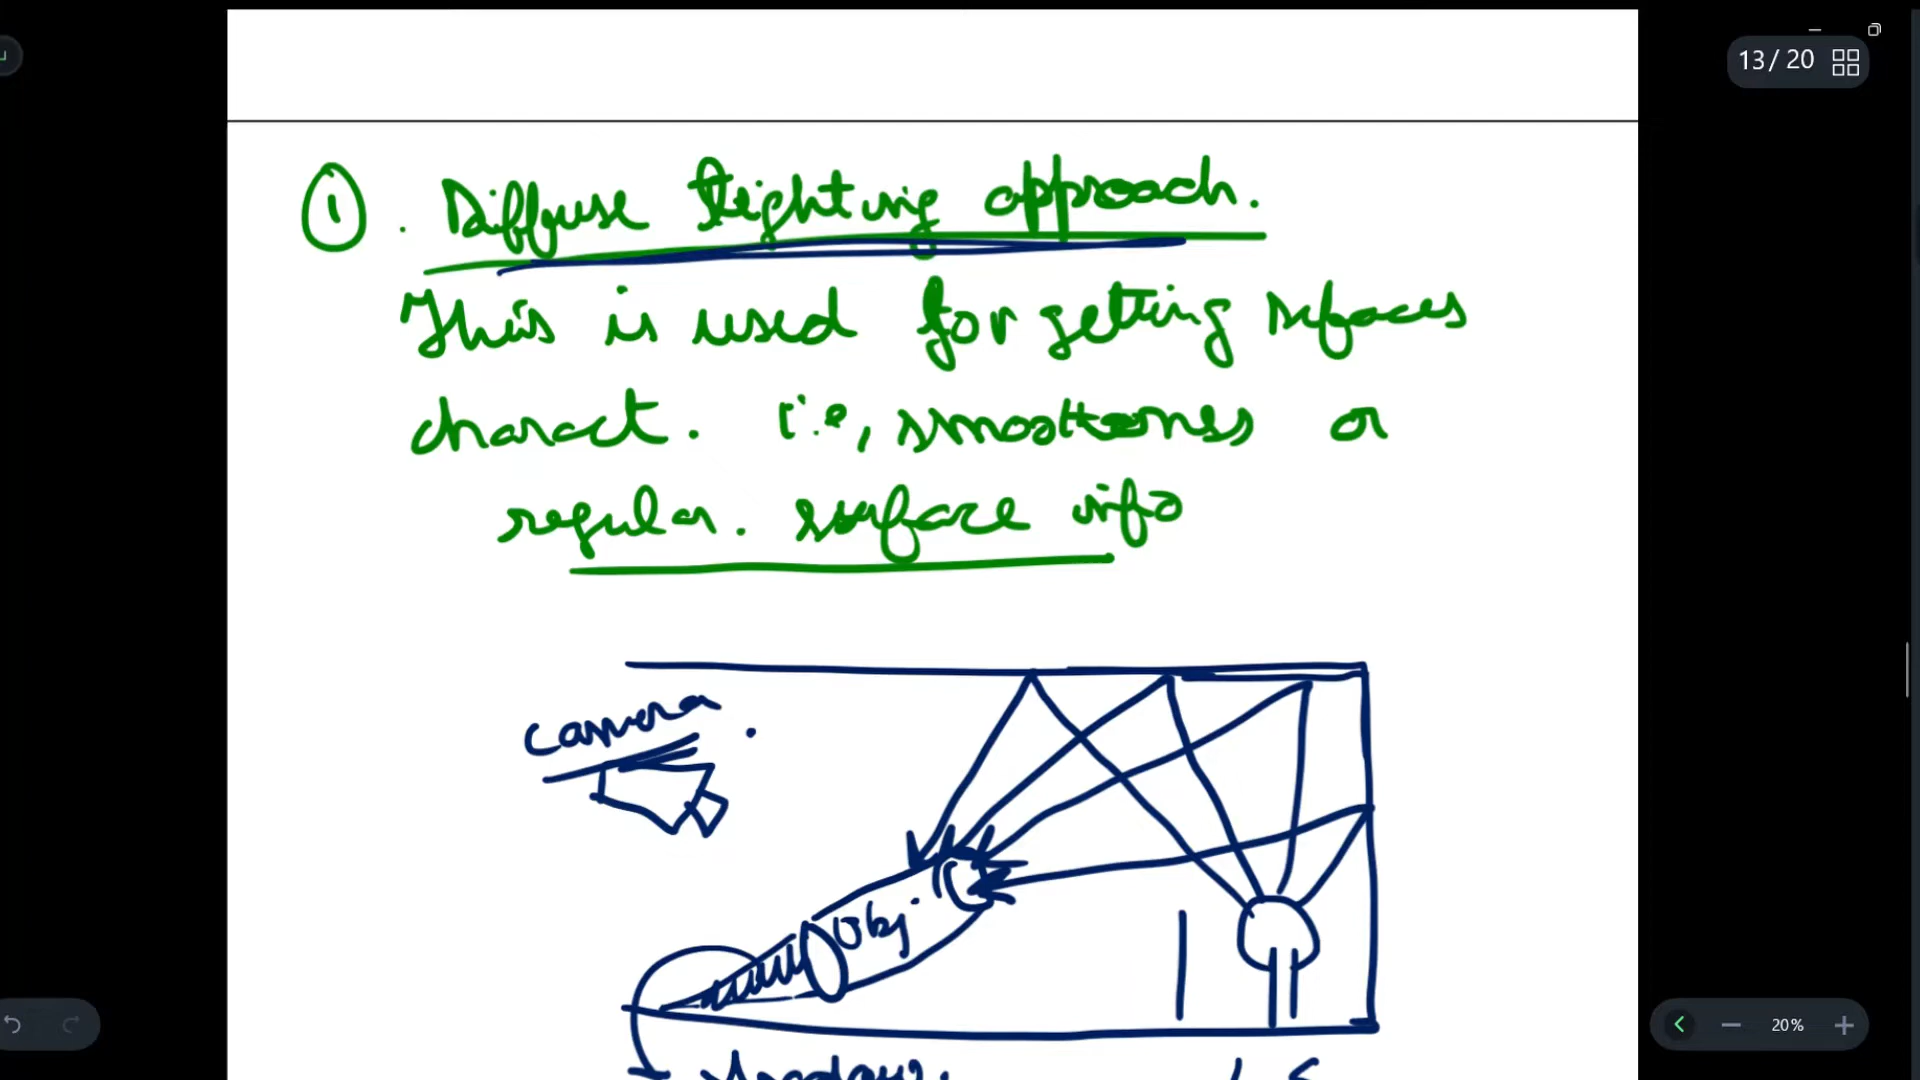 13/ 20
① . Diffuse lighting approach.
This is used for getting sufaces
charact. i.e, smoothness or
regular. surface info
camera .
Obj.
20%